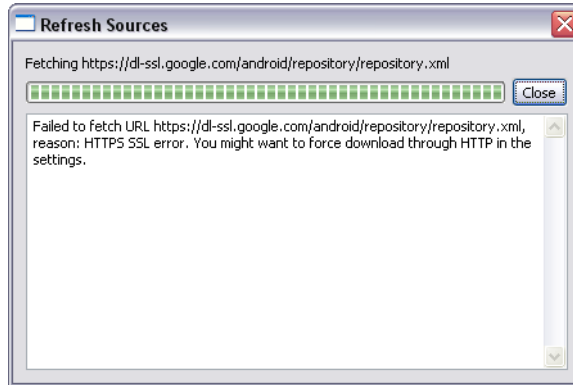 Refresh Sources
Fetching https://dl-ssl.google.com/android/repository/repository.xml
Close
Failed to fetch URL https://dl-ssl.google.com/android/repository/repository.xml,
reason: HTTPS SSL error. You might want to force download through HTTP in the
settings.